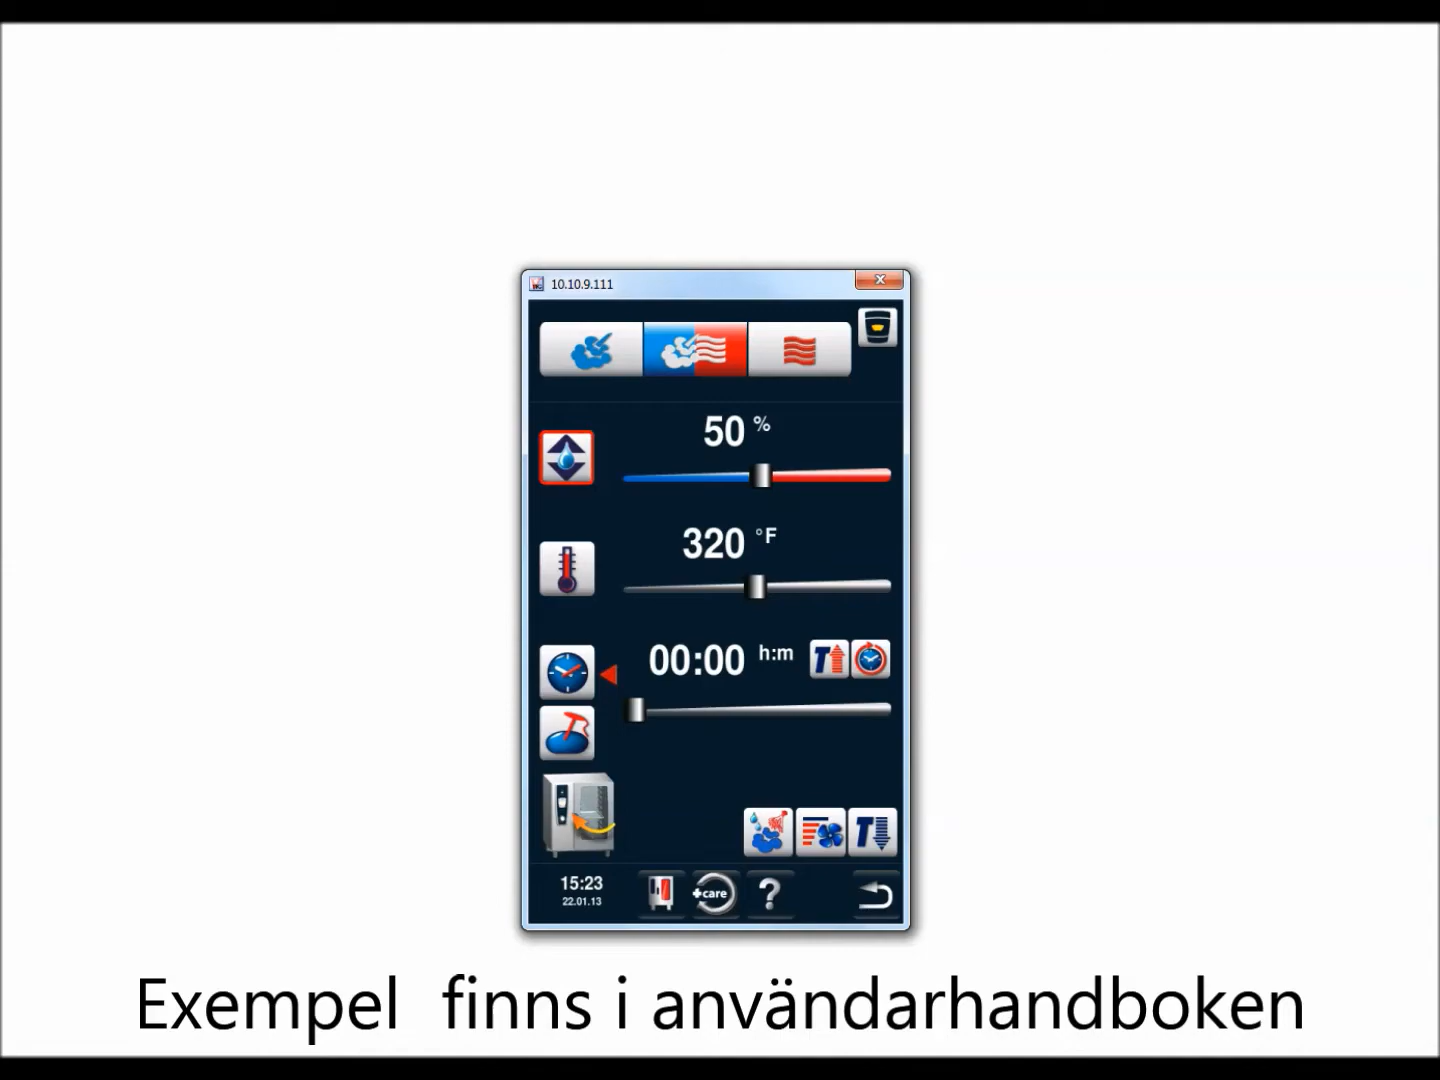 10.10.9.111
50 %
320 °F
00:00 h:m
T
T
15:23
22.01.13
+care
?
Exempel finns i användarhandboken